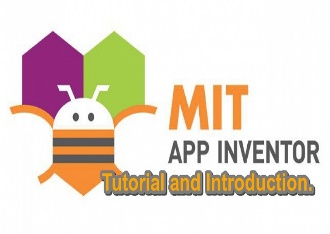 MIT
APP INVENTOR
Tutorial and Introduction.